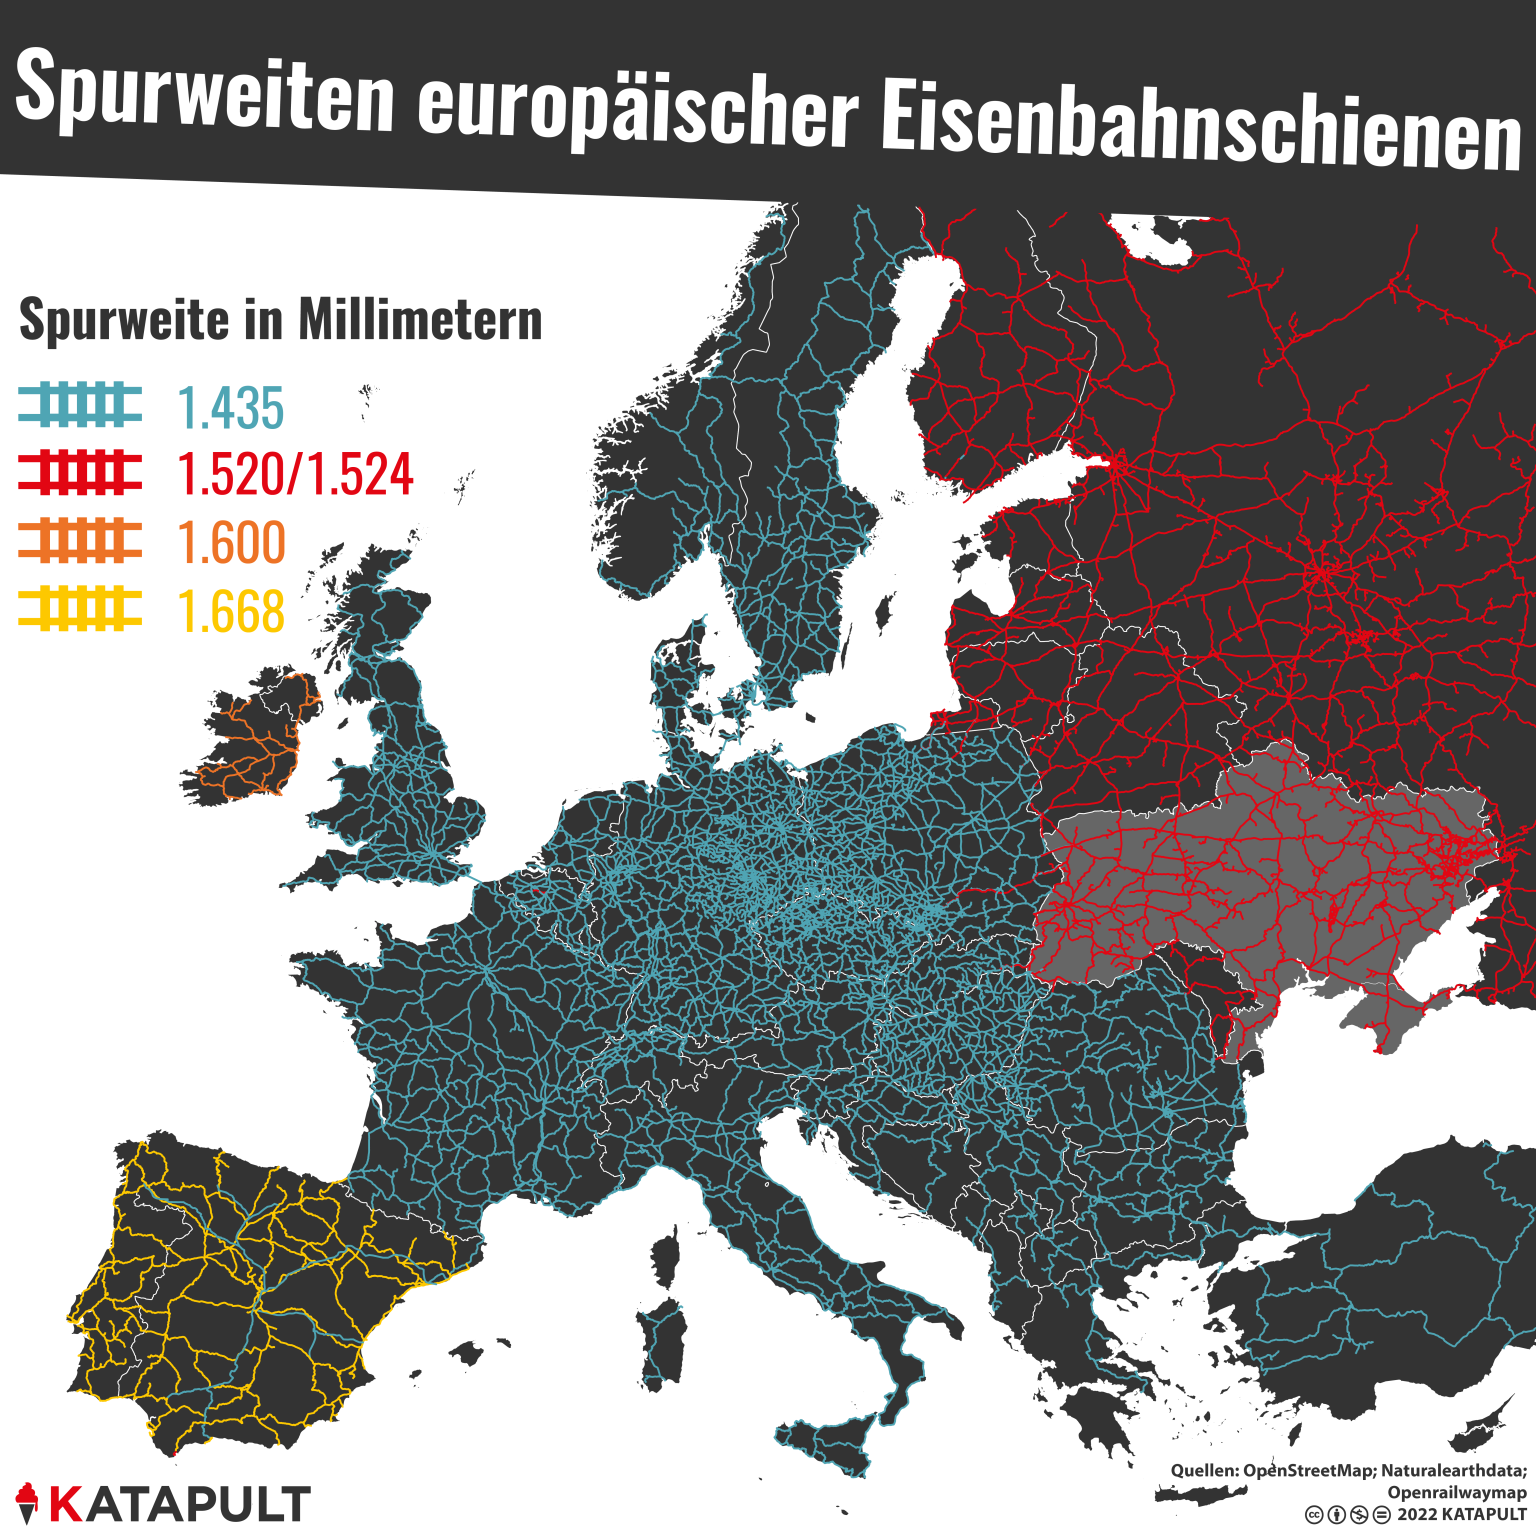 Spurweiten europäischer Eisenbahnschienen
Spurweite in Millimetern
1.435
1.520/1.524
1.600
1.668
KATAPULT
Quellen: OpenStreetMap; Naturalearthdata;
Openrailwaymap
2022 KATAPULT